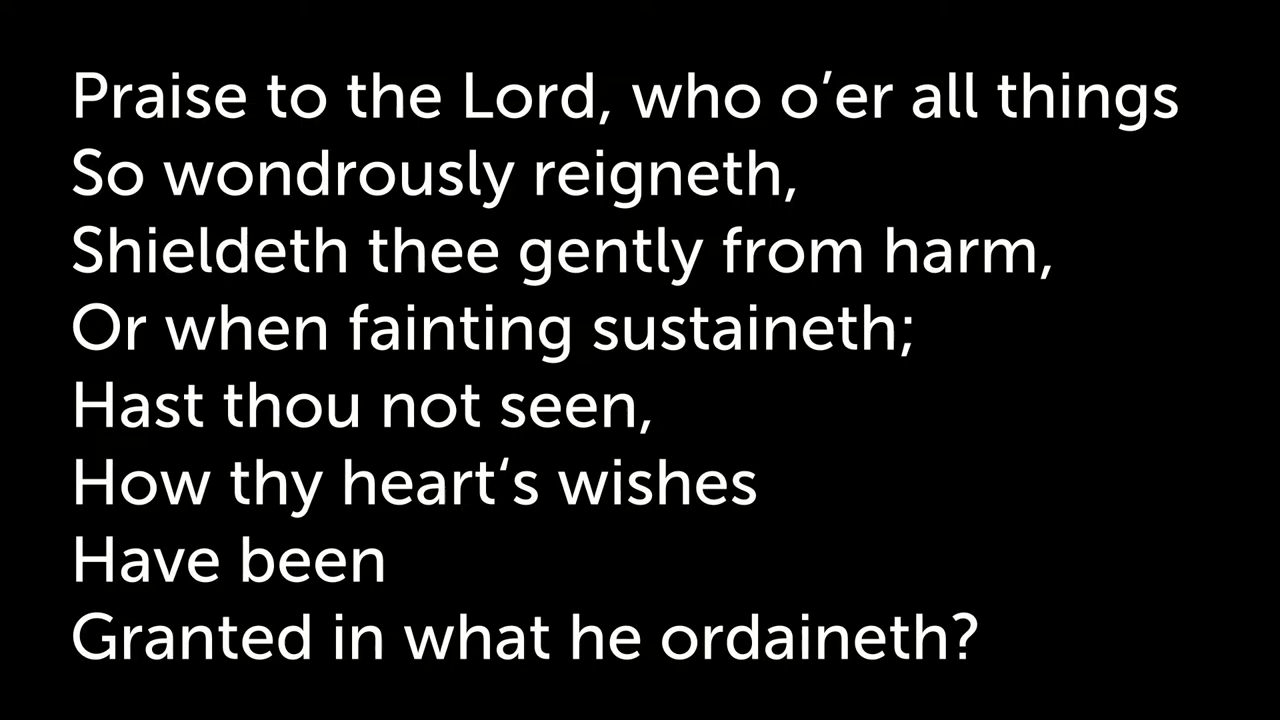 Praise to the Lord, who o’er all things
So wondrously reigneth,
Shieldeth thee gently from harm,
Or when fainting sustaineth;
Hast thou not seen,
How thy heart‘s wishes
Have been
Granted in what he ordaineth?